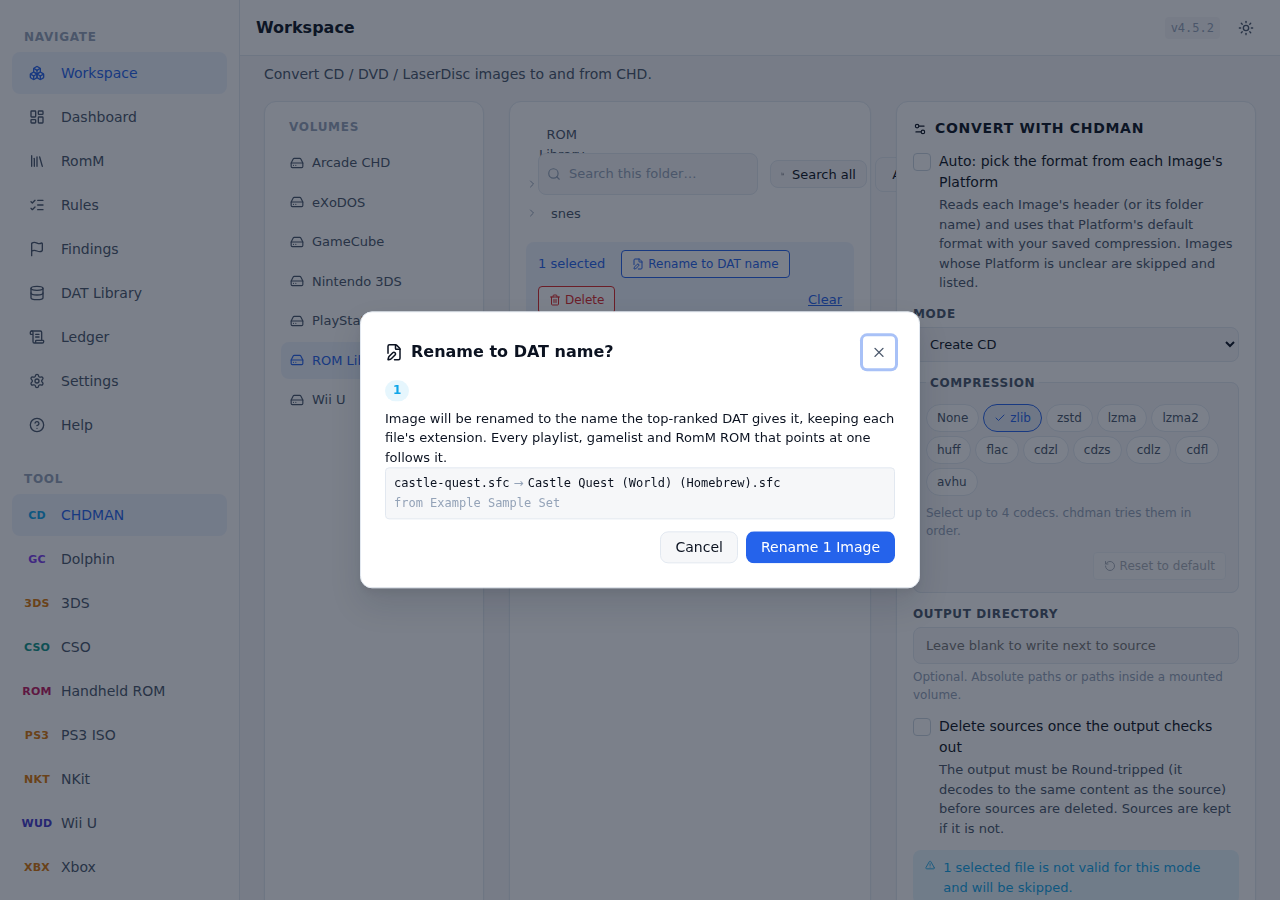 NAVIGATE
Workspace
Dashboard
RomM
Rules
Findings
DAT Library
Ledger
Settings
Help
TOOL
CD CHDMAN
GC Dolphin
3DS 3DS
CSO CSO
ROM Handheld ROM
PS3 PS3 ISO
NKT NKit
WUD Wii U
XBX Xbox
Workspace
v4.5.2
Convert CD / DVD / LaserDisc images to and from CHD.
VOLUMES
Arcade CHD
eXoDOS
GameCube
Nintendo 3DS
PlaySta
ROM Lib
Wii U
ROM
Library
Search this folder…
Search all
A
snes
1 selected
Rename to DAT name
Delete
Clear
Rename to DAT name?
1
Image will be renamed to the name the top-ranked DAT gives it, keeping each
file's extension. Every playlist, gamelist and RomM ROM that points at one
follows it.
castle-quest.sfc → Castle Quest (World) (Homebrew).sfc
from Example Sample Set
Cancel
Rename 1 Image
CONVERT WITH CHDMAN
Auto: pick the format from each Image's
Platform
Reads each Image's header (or its folder
name) and uses that Platform's default
format with your saved compression. Images
whose Platform is unclear are skipped and
listed.
MODE
Create CD
COMPRESSION
None zlib zstd lzma lzma2
huff flac cdzl cdzs cdlz cdfl
avhu
Select up to 4 codecs. chdman tries them in
order.
Reset to default
OUTPUT DIRECTORY
Leave blank to write next to source
Optional. Absolute paths or paths inside a mounted
volume.
Delete sources once the output checks
out
The output must be Round-tripped (it
decodes to the same content as the source)
before sources are deleted. Sources are kept
if it is not.
1 selected file is not valid for this mode
and will be skipped.